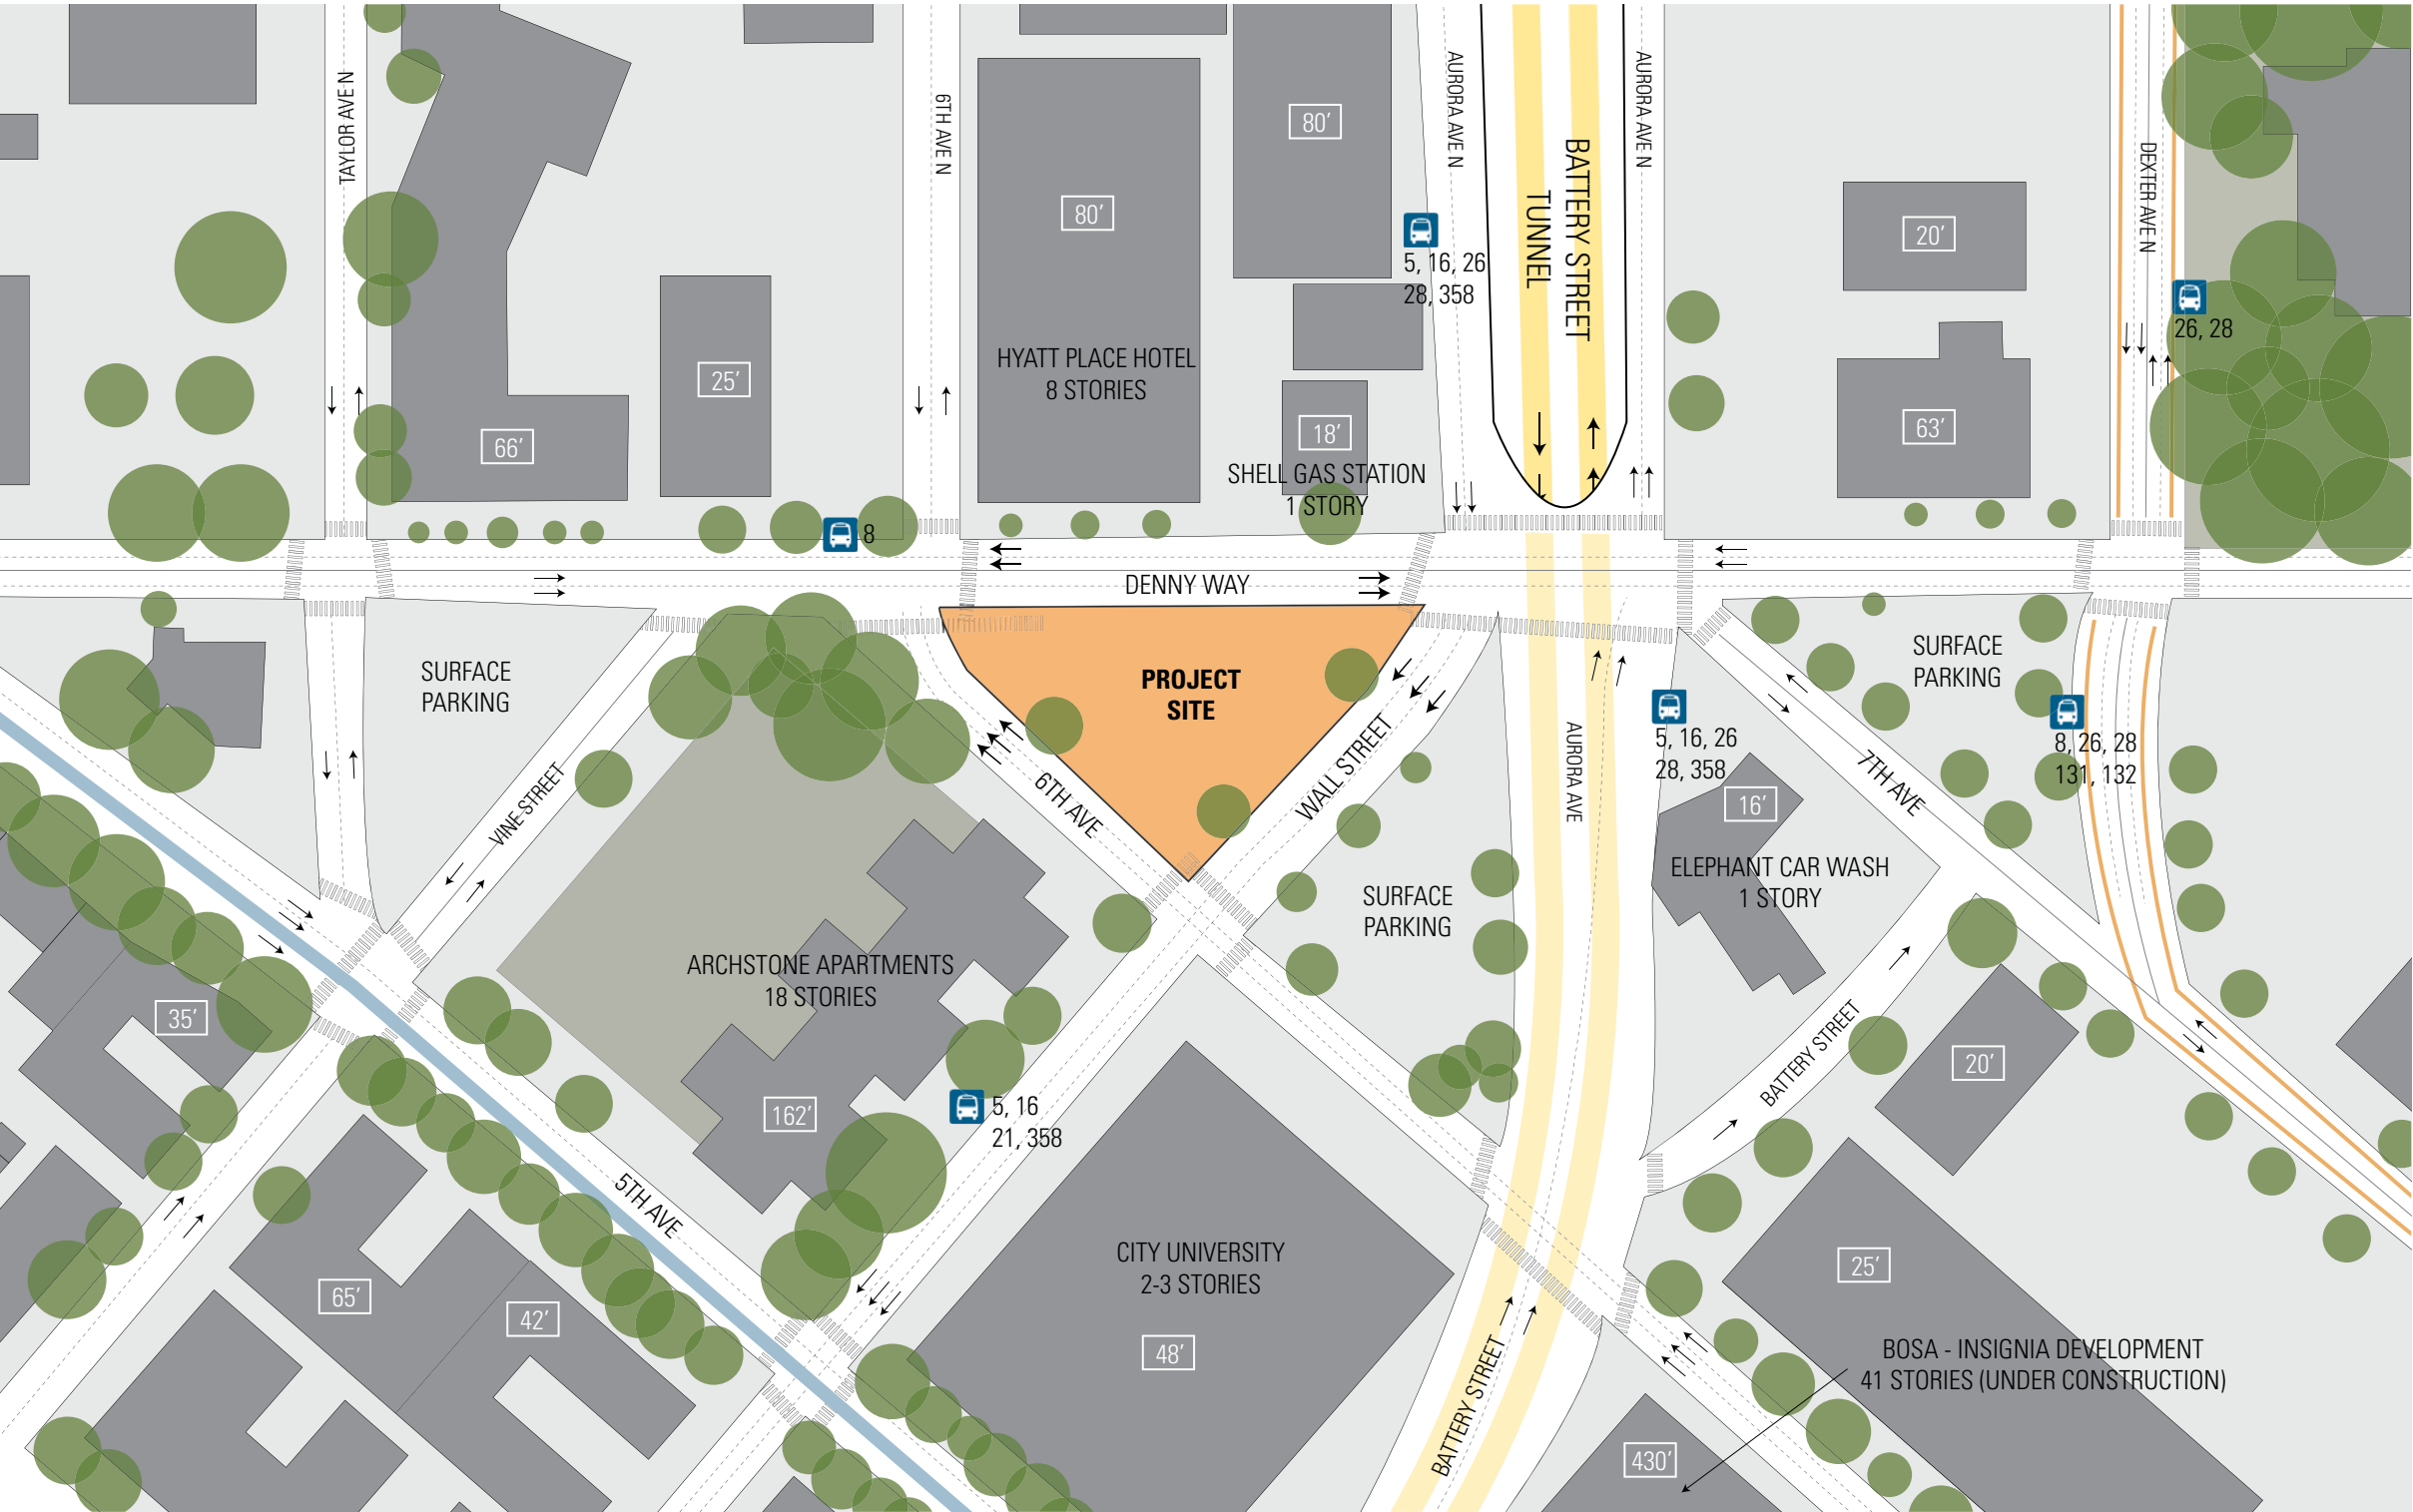 TAYLOR AVE N
6TH AVE N
AURORA AVE N
BATTERY STREET
TUNNEL
AURORA AVE N
DEXTER AVE N
80’
80’
20’
5, 16, 26
28, 358
26, 28
HYATT PLACE HOTEL
8 STORIES
25’
66’
18’
63’
SHELL GAS STATION
1 STORY
8
DENNY WAY
SURFACE
PARKING
PROJECT
SITE
SURFACE
PARKING
VINE STREET
6TH AVE
WALL STREET
AURORA AVE
5, 16, 26
28, 358
7TH AVE
8, 26, 28
131, 132
16’
ELEPHANT CAR WASH
1 STORY
SURFACE
PARKING
ARCHSTONE APARTMENTS
18 STORIES
35’
162’
5, 16
21, 358
BATTERY STREET
20’
5TH AVE
CITY UNIVERSITY
2-3 STORIES
48’
65’
42’
25’
BATTERY STREET
BOSA - INSIGNIA DEVELOPMENT
41 STORIES (UNDER CONSTRUCTION)
430’